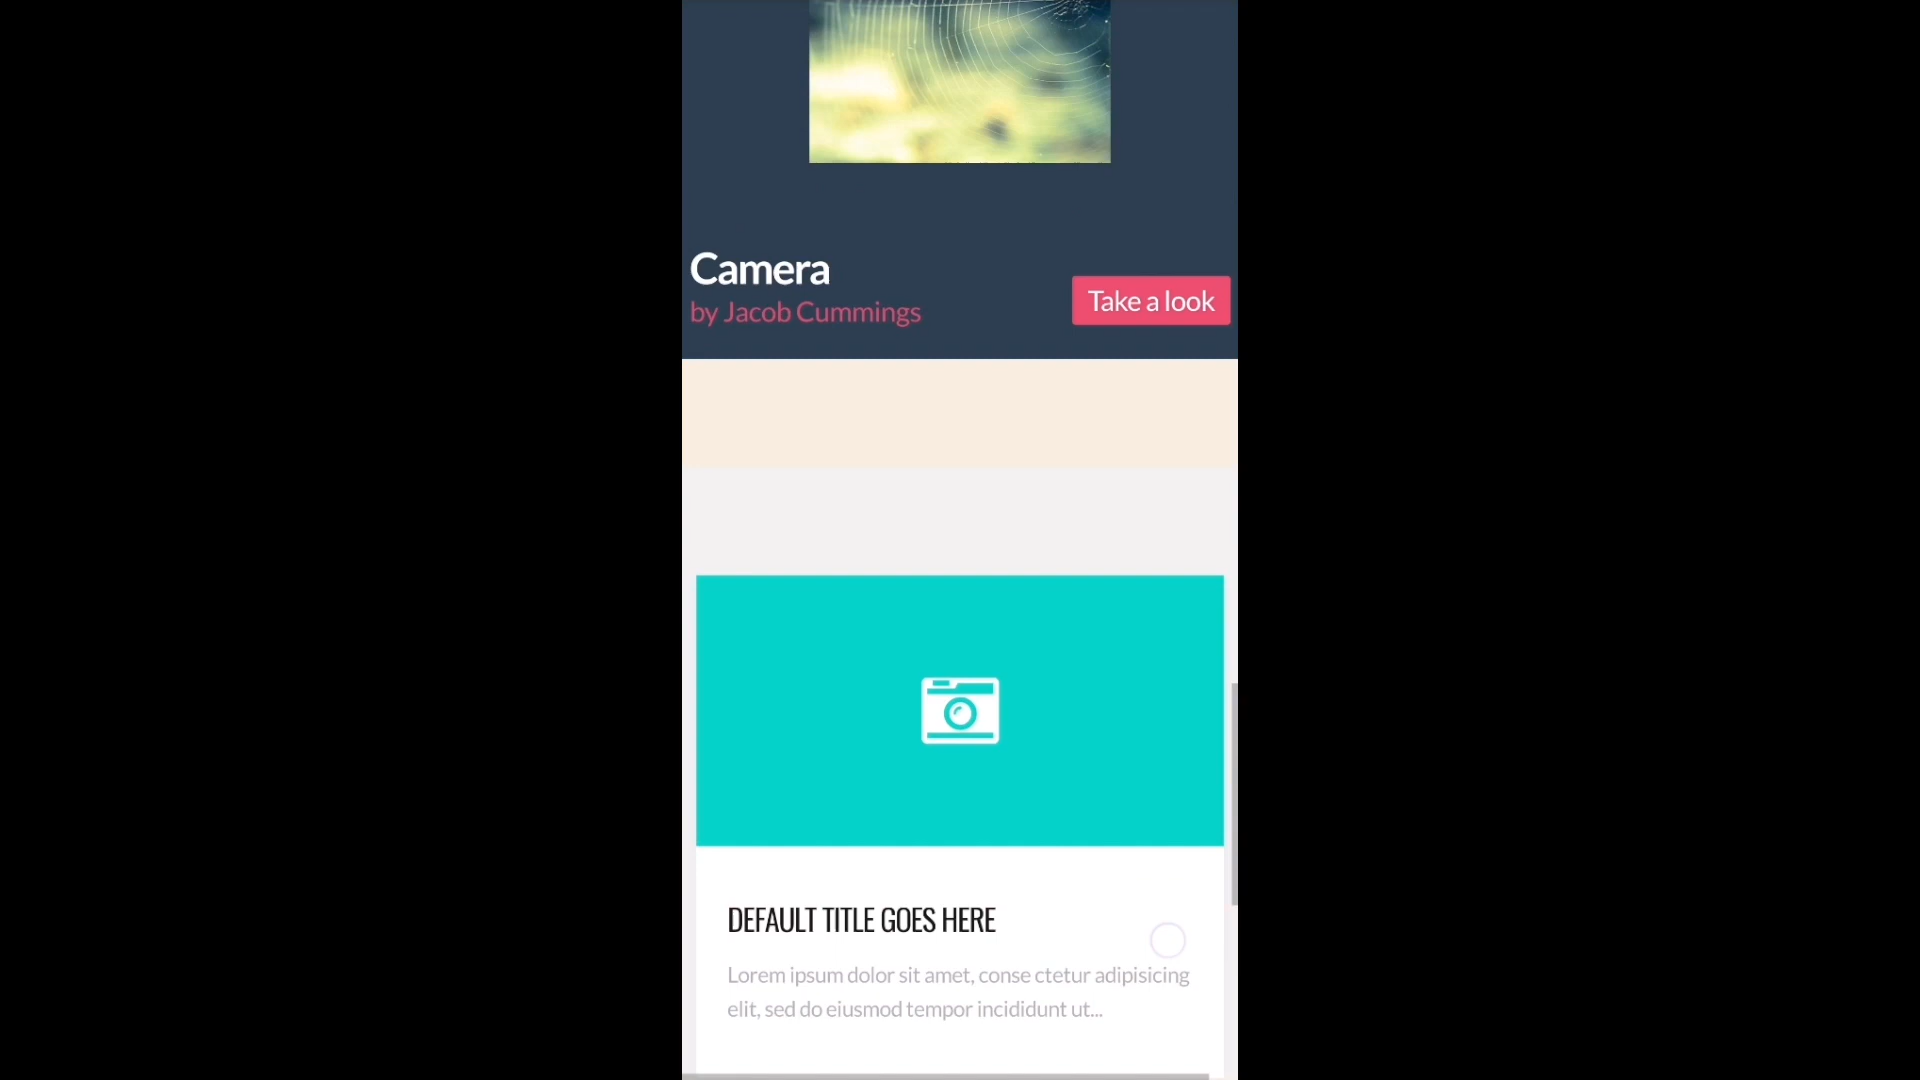 Camera
by Jacob Cummings
Take a look
DEFAULT TITLE GOES HERE
Lorem ipsum dolor sit amet, conse ctetur adipisicing
elit, sed do eiusmod tempor incididunt ut...